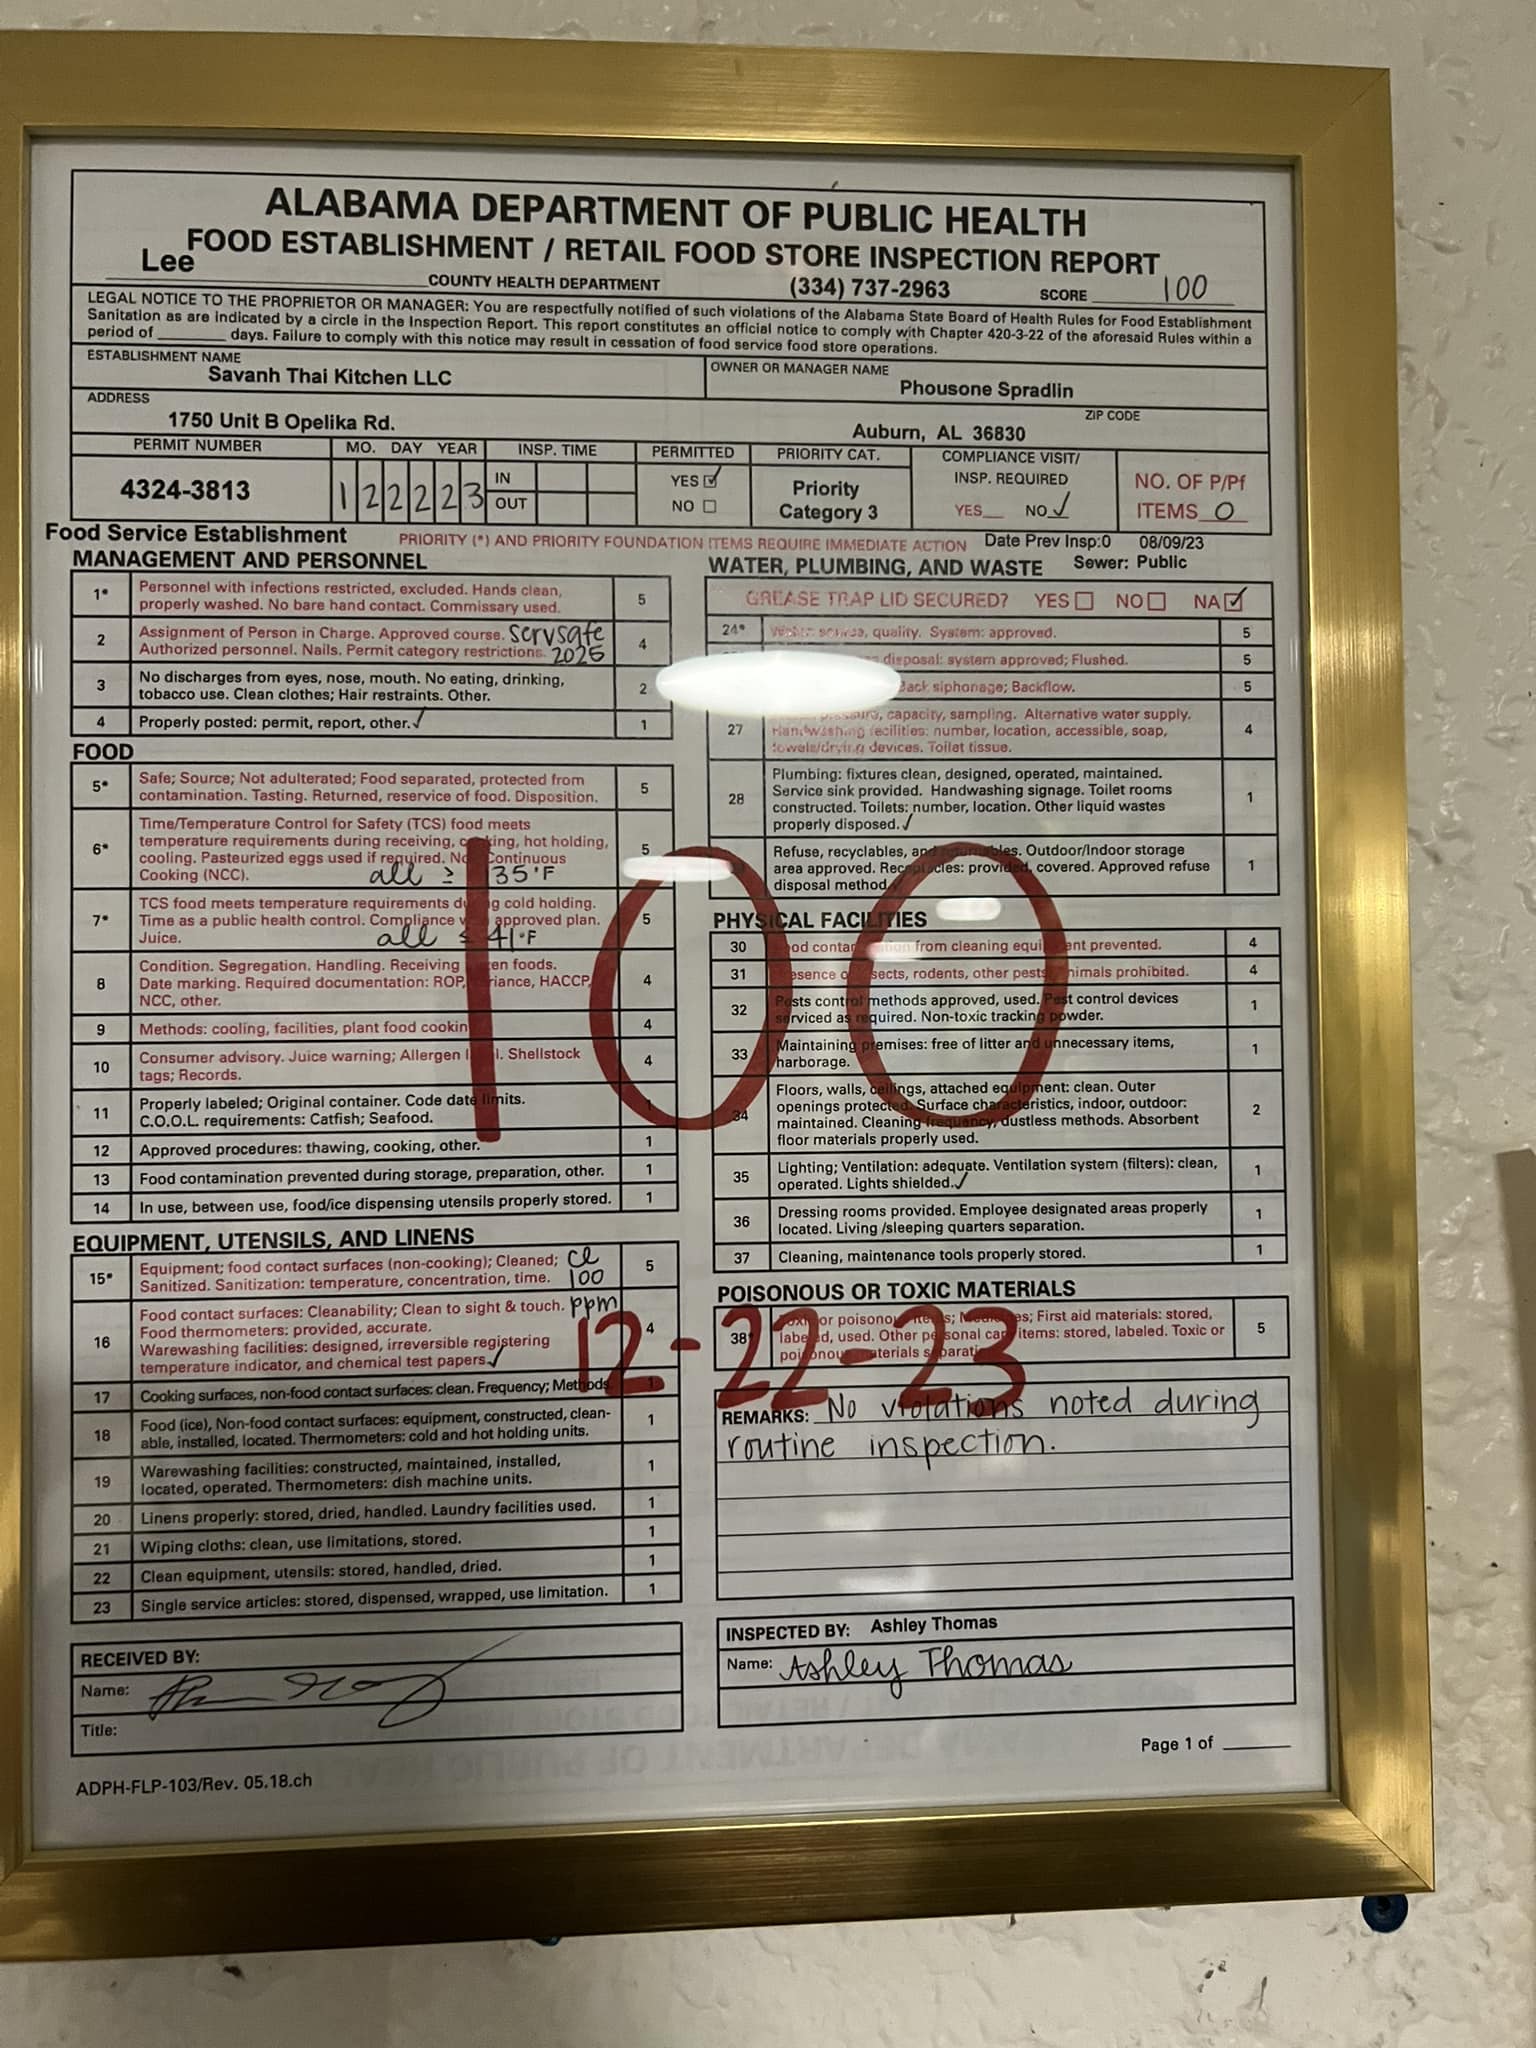 ALABAMA DEPARTMENT OF PUBLIC HEALTH
FOOD ESTABLISHMENT / RETAIL FOOD STORE INSPECTION REPORT
Lee COUNTY HEALTH DEPARTMENT (334) 737-2963 SCORE 100
LEGAL NOTICE TO THE PROPRIETOR OR MANAGER: You are respectfully notified of such violations of the Alabama State Board of Health Rules for Food Establishment
Sanitation as are indicated by a circle in the Inspection Report. This report constitutes an official notice to comply with Chapter 420-3-22 of the aforesaid Rules within a
period of ________ days. Failure to comply with this notice may result in cessation of food service food store operations.
ESTABLISHMENT NAME
Savanh Thai Kitchen LLC
OWNER OR MANAGER NAME
Phousone Spradlin
ADDRESS
1750 Unit B Opelika Rd.
ZIP CODE
Auburn, AL 36830
PERMIT NUMBER
4324-3813
MO. DAY YEAR
122223
INSP. TIME
IN
OUT
PERMITTED
YES ☑
NO ☐
PRIORITY CAT.
Priority
Category 3
COMPLIANCE VISIT/
INSP. REQUIRED
YES__ NO ✓
NO. OF P/Pf
ITEMS 0
Food Service Establishment PRIORITY (*) AND PRIORITY FOUNDATION ITEMS REQUIRE IMMEDIATE ACTION Date Prev Insp:0 08/09/23
Sewer: Public
MANAGEMENT AND PERSONNEL
1* Personnel with infections restricted, excluded. Hands clean, 5
properly washed. No bare hand contact. Commissary used.
2 Assignment of Person in Charge. Approved course. servsafe 4
Authorized personnel. Nails. Permit category restrictions. 2025
3 No discharges from eyes, nose, mouth. No eating, drinking, 2
tobacco use. Clean clothes; Hair restraints. Other.
4 Properly posted: permit, report, other. ✓ 1
FOOD
5* Safe; Source; Not adulterated; Food separated, protected from 5
contamination. Tasting. Returned, reservice of food. Disposition.
6* Time/Temperature Control for Safety (TCS) food meets
temperature requirements during receiving, cooking, hot holding, 5
cooling. Pasteurized eggs used if required. Non-Continuous
Cooking (NCC). all ≥ 135°F
7* TCS food meets temperature requirements during cold holding. 5
Time as a public health control. Compliance with approved plan.
Juice. all ≤ 41°F
8 Condition. Segregation. Handling. Receiving frozen foods. 4
Date marking. Required documentation: ROP, variance, HACCP,
NCC, other.
9 Methods: cooling, facilities, plant food cooking 4
10 Consumer advisory. Juice warning; Allergen label. Shellstock 4
tags; Records.
11 Properly labeled; Original container. Code date limits. 1
C.O.O.L. requirements: Catfish; Seafood.
12 Approved procedures: thawing, cooking, other. 1
13 Food contamination prevented during storage, preparation, other. 1
14 In use, between use, food/ice dispensing utensils properly stored. 1
EQUIPMENT, UTENSILS, AND LINENS
15* Equipment; food contact surfaces (non-cooking); Cleaned; Cl 5
Sanitized. Sanitization: temperature, concentration, time. 100
16 Food contact surfaces: Cleanability; Clean to sight & touch. ppm 4
Food thermometers: provided, accurate.
Warewashing facilities: designed, irreversible registering
temperature indicator, and chemical test papers. ✓
17 Cooking surfaces, non-food contact surfaces: clean. Frequency; Methods. 1
18 Food (ice), Non-food contact surfaces: equipment, constructed, clean- 1
able, installed, located. Thermometers: cold and hot holding units.
19 Warewashing facilities: constructed, maintained, installed, 1
located, operated. Thermometers: dish machine units.
20 Linens properly: stored, dried, handled. Laundry facilities used. 1
21 Wiping cloths: clean, use limitations, stored. 1
22 Clean equipment, utensils: stored, handled, dried. 1
23 Single service articles: stored, dispensed, wrapped, use limitation. 1
RECEIVED BY:
Name:
Title:
ADPH-FLP-103/Rev. 05.18.ch
WATER, PLUMBING, AND WASTE
GREASE TRAP LID SECURED? YES ☐ NO ☐ NA ☑
24* Water: source, quality. System: approved. 5
disposal: system approved; Flushed. 5
Back siphonage; Backflow. 5
27 pressure, capacity, sampling. Alternative water supply. 4
Handwashing facilities: number, location, accessible, soap,
towels/drying devices. Toilet tissue.
28 Plumbing: fixtures clean, designed, operated, maintained. 1
Service sink provided. Handwashing signage. Toilet rooms
constructed. Toilets: number, location. Other liquid wastes
properly disposed. ✓
Refuse, recyclables, and returnables. Outdoor/Indoor storage 1
area approved. Receptacles: provided, covered. Approved refuse
disposal method. ✓
PHYSICAL FACILITIES
30 Food contamination from cleaning equipment prevented. 4
31 Presence of insects, rodents, other pests. Animals prohibited. 4
32 Pests control methods approved, used. Pest control devices 1
serviced as required. Non-toxic tracking powder.
33 Maintaining premises: free of litter and unnecessary items, 1
harborage.
34 Floors, walls, ceilings, attached equipment: clean. Outer 2
openings protected. Surface characteristics, indoor, outdoor:
maintained. Cleaning frequency, dustless methods. Absorbent
floor materials properly used.
35 Lighting; Ventilation: adequate. Ventilation system (filters): clean, 1
operated. Lights shielded. ✓
36 Dressing rooms provided. Employee designated areas properly 1
located. Living /sleeping quarters separation.
37 Cleaning, maintenance tools properly stored. 1
POISONOUS OR TOXIC MATERIALS
38* Toxic or poisonous items; Medicines; First aid materials: stored, 5
labeled, used. Other personal care items: stored, labeled. Toxic or
poisonous materials separation.
REMARKS: No violations noted during
routine inspection.
INSPECTED BY: Ashley Thomas
Name: Ashley Thomas
Page 1 of ______
100
12-22-23